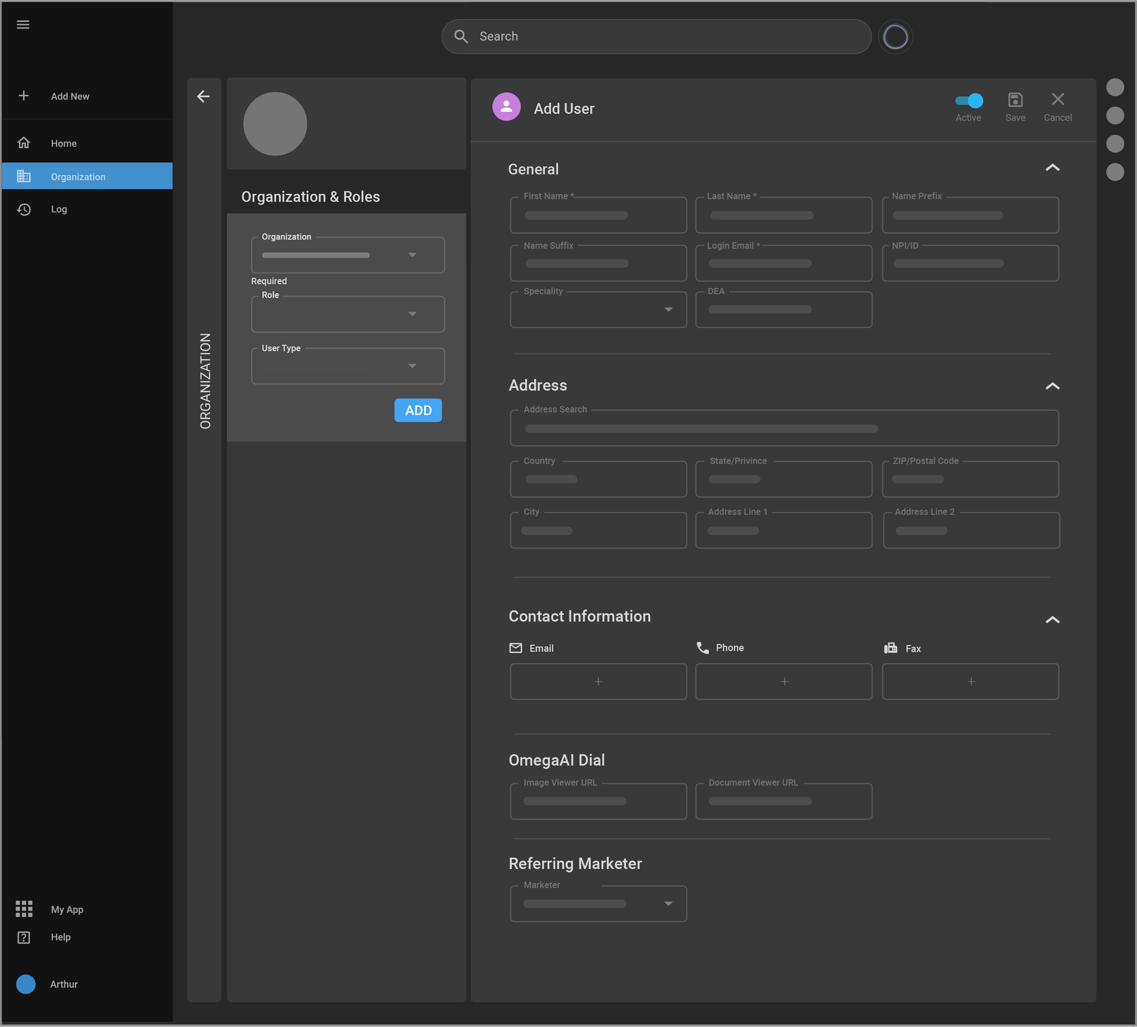 Search
Add New
Home
Organization
Log
My App
Help
Arthur
ORGANIZATION
Organization & Roles
Organization
Required
Role
User Type
ADD
Add User
Active
Save
Cancel
General
First Name *
Last Name *
Name Prefix
Name Suffix
Login Email *
NPI/ID
Speciality
DEA
Address
Address Search
Country
State/Privince
ZIP/Postal Code
City
Address Line 1
Address Line 2
Contact Information
Email
Phone
Fax
OmegaAI Dial
Image Viewer URL
Document Viewer URL
Referring Marketer
Marketer